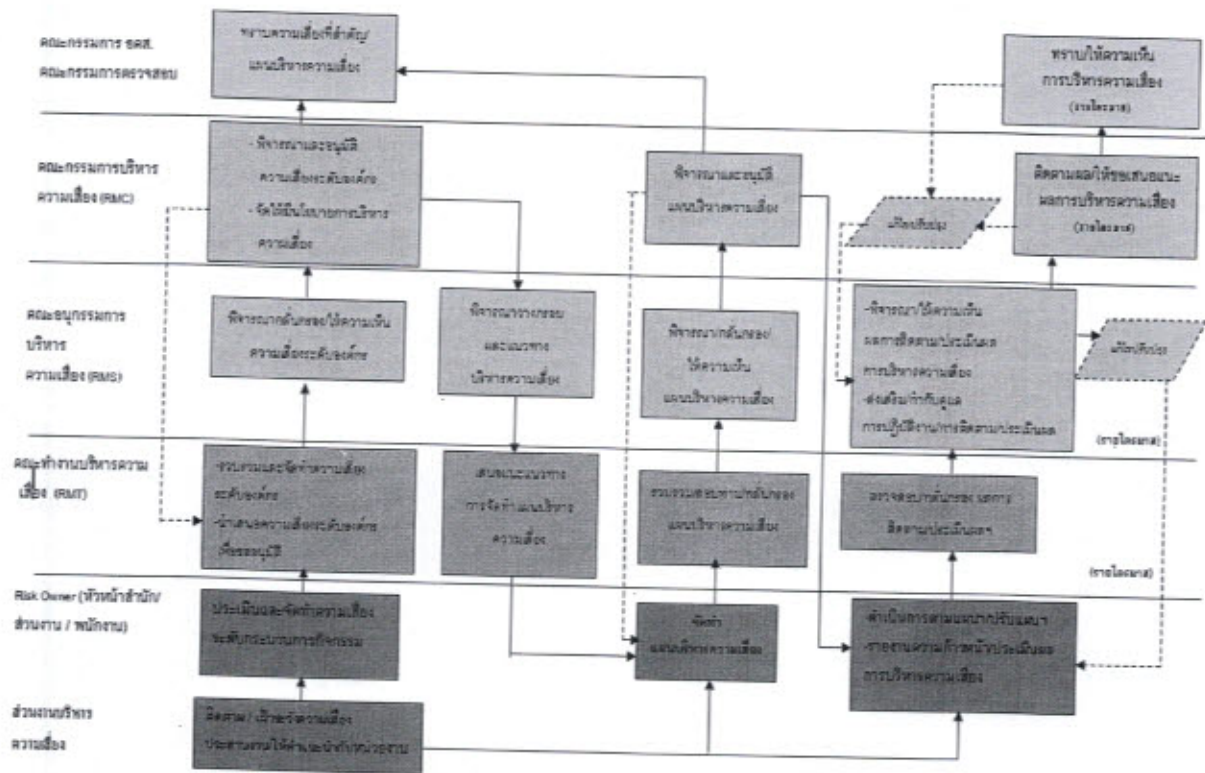 คณะกรรมการ อคส.
คณะกรรมการตรวจสอบ
ทราบความเสี่ยงที่สำคัญ/
แผนบริหารความเสี่ยง
ทราบ/ให้ความเห็น
การบริหารความเสี่ยง
(รายไตรมาส)
คณะกรรมการบริหาร
ความเสี่ยง (RMC)
- พิจารณาและอนุมัติ
ความเสี่ยงระดับองค์กร
- จัดให้มีนโยบายการบริหาร
ความเสี่ยง
พิจารณาและอนุมัติ
แผนบริหารความเสี่ยง
แก้ไขปรับปรุง
ติดตามผล/ให้ข้อเสนอแนะ
ผลการบริหารความเสี่ยง
(รายไตรมาส)
คณะอนุกรรมการ
บริหาร
ความเสี่ยง (RMS)
พิจารณากลั่นกรอง/ให้ความเห็น
ความเสี่ยงระดับองค์กร
พิจารณาวางกรอบ
และแนวทาง
บริหารความเสี่ยง
พิจารณา/กลั่นกรอง/
ให้ความเห็น
แผนบริหารความเสี่ยง
-พิจารณา/ให้ความเห็น
ผลการติดตาม/ประเมินผล
การบริหารความเสี่ยง
-ส่งเสริม/กำกับดูแล
การปฏิบัติงาน/การติดตาม/ประเมินผล
แก้ไขปรับปรุง
(รายไตรมาส)
คณะทำงานบริหารความ
เสี่ยง (RMT)
-รวบรวมและจัดทำความเสี่ยง
ระดับองค์กร
-นำเสนอความเสี่ยงระดับองค์กร
เพื่อขออนุมัติ
เสนอแนะแนวทาง
การจัดทำแผนบริหาร
ความเสี่ยง
รวบรวม/สอบทาน/กลั่นกรอง
แผนบริหารความเสี่ยง
ตรวจสอบ/กลั่นกรอง ผลการ
ติดตาม/ประเมินผลฯ
(รายไตรมาส)
Risk Owner (หัวหน้าสำนัก/
ส่วนงาน / พนักงาน)
-ประเมินและจัดทำความเสี่ยง
ระดับกระบวนการกิจกรรม
จัดทำ
แผนบริหารความเสี่ยง
-ดำเนินการตามแผนฯ/ปรับแผนฯ
-รายงานความก้าวหน้า/ประเมินผล
การบริหารความเสี่ยง
ส่วนงานบริหาร
ความเสี่ยง
ติดตาม / เฝ้าระวังความเสี่ยง
ประสานงานให้คำแนะนำกับหน่วยงาน